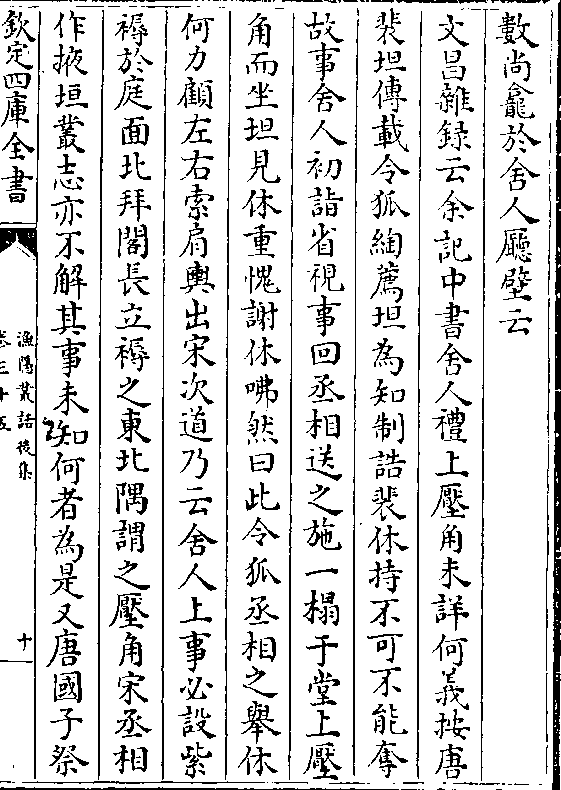 數尚龕於舍人廳壁云
文昌雜録云余記中書舍人禮上壓角未詳何義按唐
裴坦傳載令狐綯薦坦為知制誥裴休持不可不能奪
故事舍人初詣省視事回丞相送之施一榻于堂上壓
角而坐坦見休重愧謝休咈然曰此令狐丞相之舉休
何力顧左右索肩輿出宋次道乃云舍人上事必設紫
褥於庭面北拜閣長立褥之東北隅謂之壓角宋丞相
作掖垣叢志亦不解其事未知何者為是又唐國子祭
欽定四庫全書
漁隱叢話後集
卷三十五
十